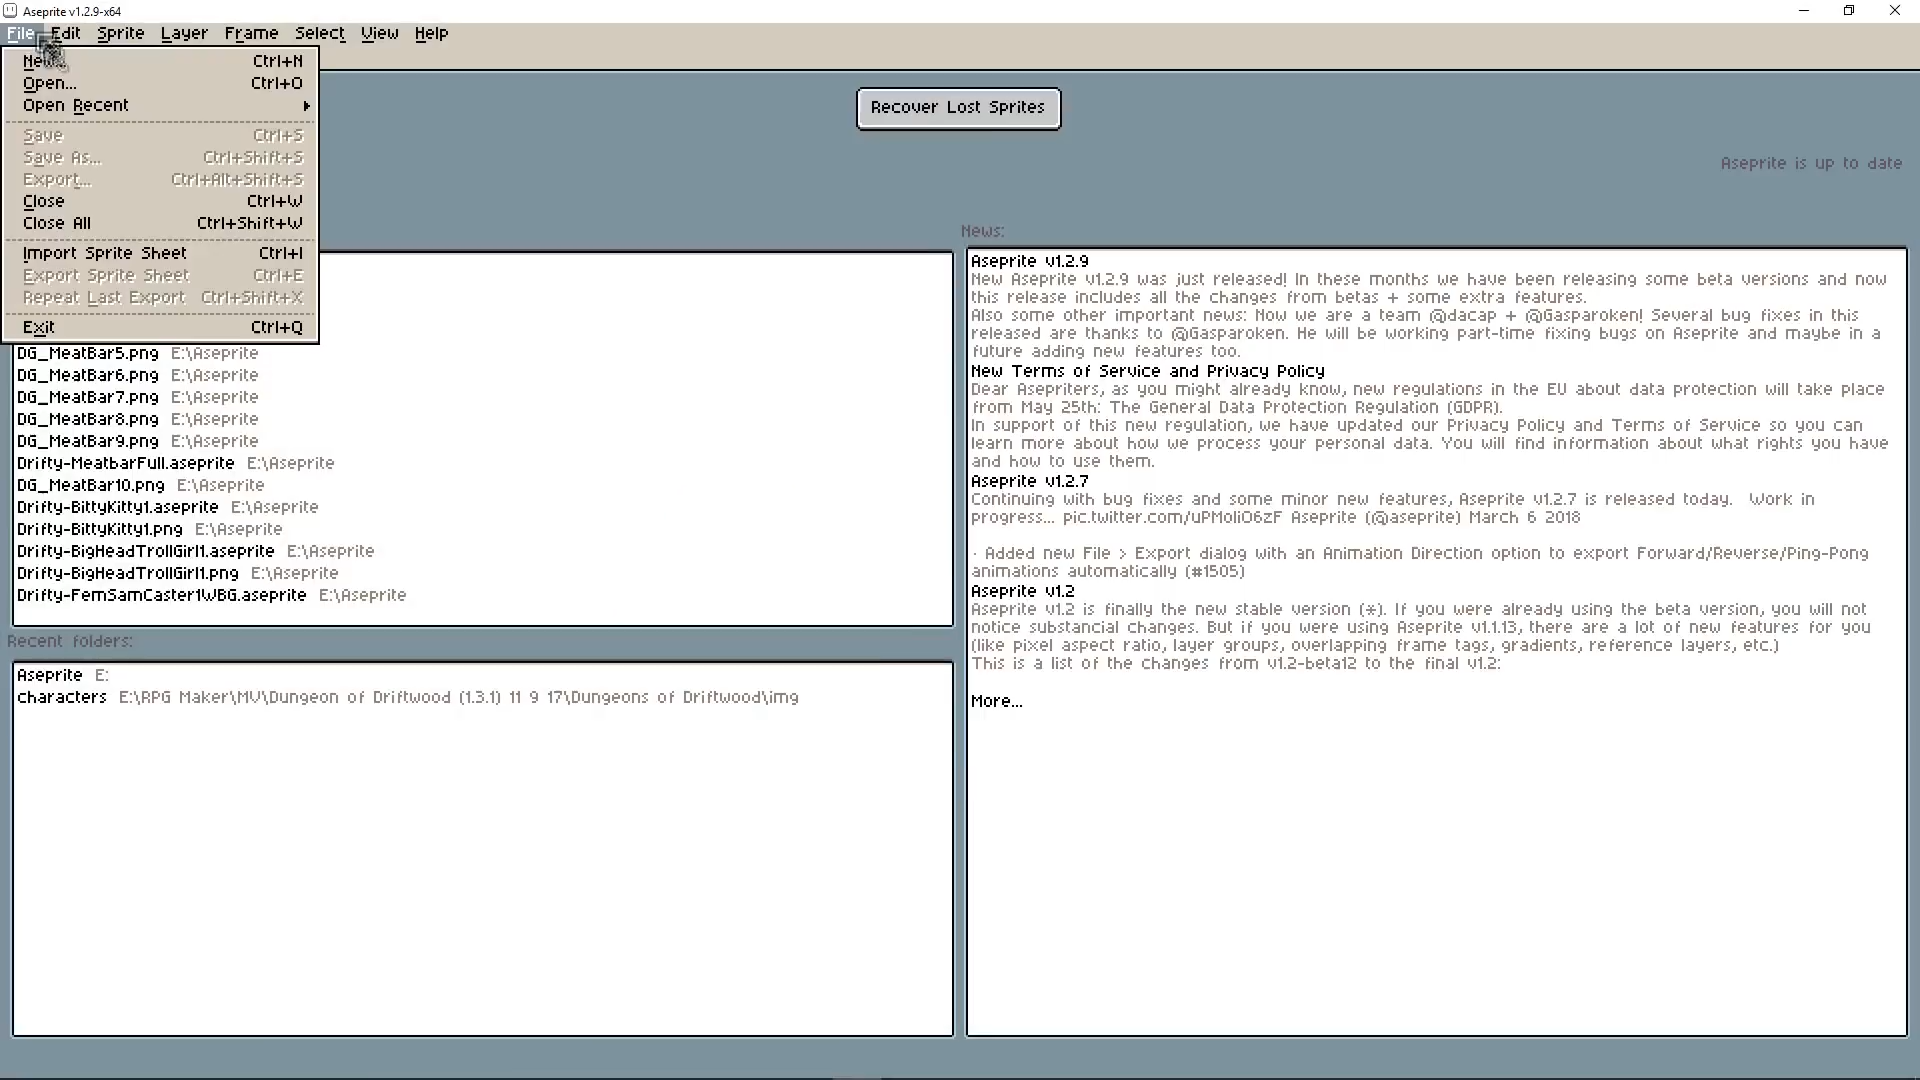 Aseprite v1.2.9-x64
File Edit Sprite Layer Frame Select View Help
New... Ctrl+N
Open... Ctrl+O
Open Recent
Save Ctrl+S
Save As... Ctrl+Shift+S
Export... Ctrl+Alt+Shift+S
Close Ctrl+W
Close All Ctrl+Shift+W
Import Sprite Sheet Ctrl+I
Export Sprite Sheet Ctrl+E
Repeat Last Export Ctrl+Shift+X
Exit Ctrl+Q
Recover Lost Sprites
Aseprite is up to date
DG_MeatBar5.png E:\Aseprite
DG_MeatBar6.png E:\Aseprite
DG_MeatBar7.png E:\Aseprite
DG_MeatBar8.png E:\Aseprite
DG_MeatBar9.png E:\Aseprite
Drifty-MeatbarFull.aseprite E:\Aseprite
DG_MeatBar10.png E:\Aseprite
Drifty-BittyKitty1.aseprite E:\Aseprite
Drifty-BittyKitty1.png E:\Aseprite
Drifty-BigHeadTrollGirl1.aseprite E:\Aseprite
Drifty-BigHeadTrollGirl1.png E:\Aseprite
Drifty-FemSamCaster1WBG.aseprite E:\Aseprite
Recent folders:
Aseprite E:
characters E:\RPG Maker\MV\Dungeon of Driftwood (1.3.1) 11 9 17\Dungeons of Driftwood\img
News:
Aseprite v1.2.9
New Aseprite v1.2.9 was just released! In these months we have been releasing some beta versions and now
this release includes all the changes from betas + some extra features.
Also some other important news: Now we are a team @dacap + @Gasparoken! Several bug fixes in this
released are thanks to @Gasparoken. He will be working part-time fixing bugs on Aseprite and maybe in a
future adding new features too.
New Terms of Service and Privacy Policy
Dear Asepriters, as you might already know, new regulations in the EU about data protection will take place
from May 25th: The General Data Protection Regulation (GDPR).
In support of this new regulation, we have updated our Privacy Policy and Terms of Service so you can
learn more about how we process your personal data. You will find information about what rights you have
and how to use them.
Aseprite v1.2.7
Continuing with bug fixes and some minor new features, Aseprite v1.2.7 is released today. Work in
progress... pic.twitter.com/uPMoliO6zF Aseprite (@aseprite) March 6 2018
· Added new File > Export dialog with an Animation Direction option to export Forward/Reverse/Ping-Pong
animations automatically (#1505)
Aseprite v1.2
Aseprite v1.2 is finally the new stable version (*). If you were already using the beta version, you will not
notice substancial changes. But if you were using Aseprite v1.1.13, there are a lot of new features for you
(like pixel aspect ratio, layer groups, overlapping frame tags, gradients, reference layers, etc.)
This is a list of the changes from v1.2-beta12 to the final v1.2:
More...